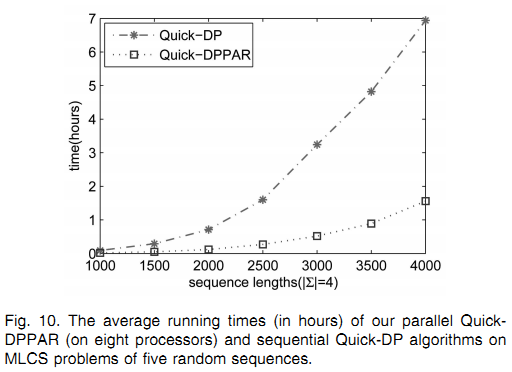 7
6
5
4
3
2
1
0
time(hours)
Quick-DP
Quick-DPPAR
1000 1500 2000 2500 3000 3500 4000
sequence lengths(|Σ|=4)
Fig. 10. The average running times (in hours) of our parallel Quick-
DPPAR (on eight processors) and sequential Quick-DP algorithms on
MLCS problems of five random sequences.